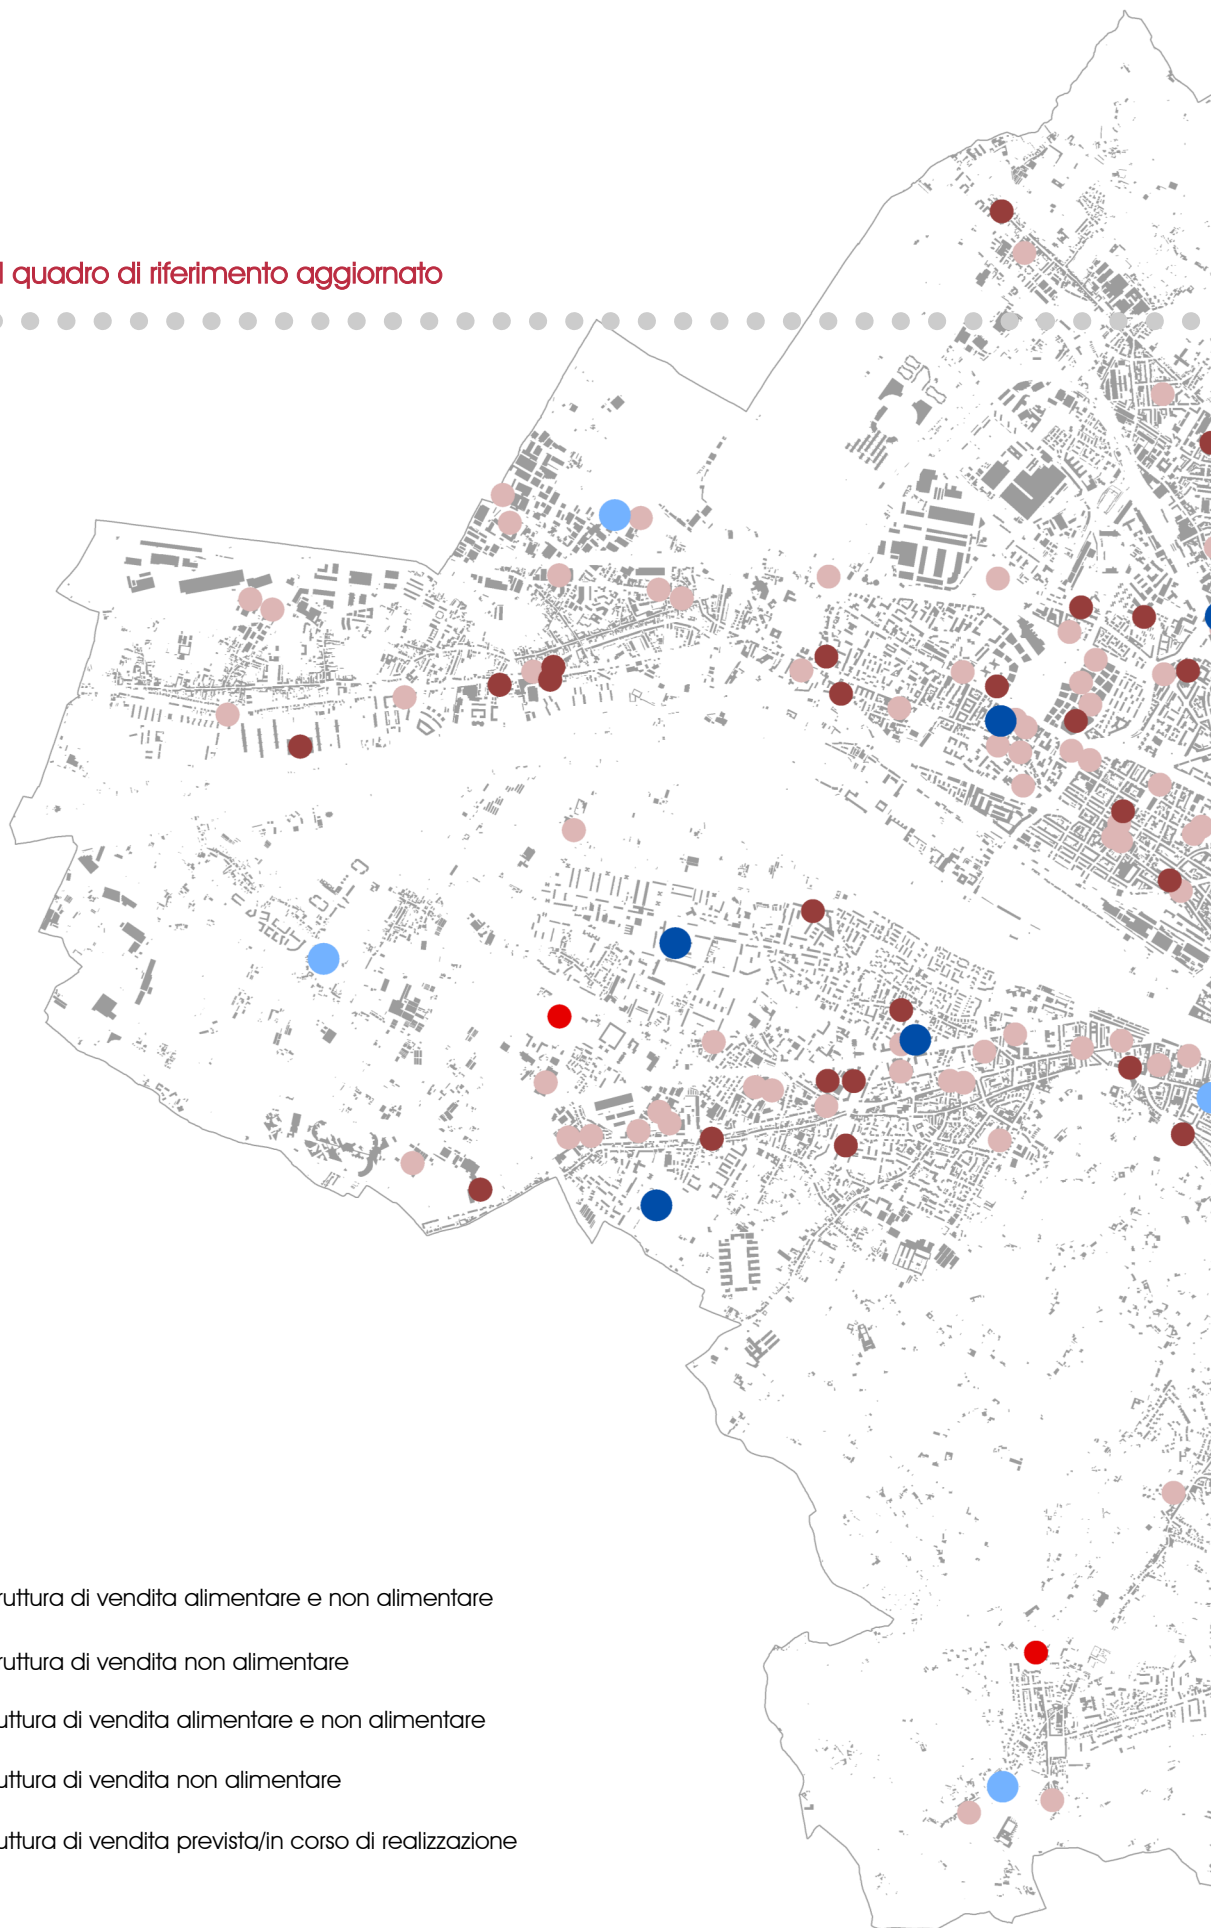 l quadro di riferimento aggiornato
ruttura di vendita alimentare e non alimentare
ruttura di vendita non alimentare
uttura di vendita alimentare e non alimentare
uttura di vendita non alimentare
uttura di vendita prevista/in corso di realizzazione